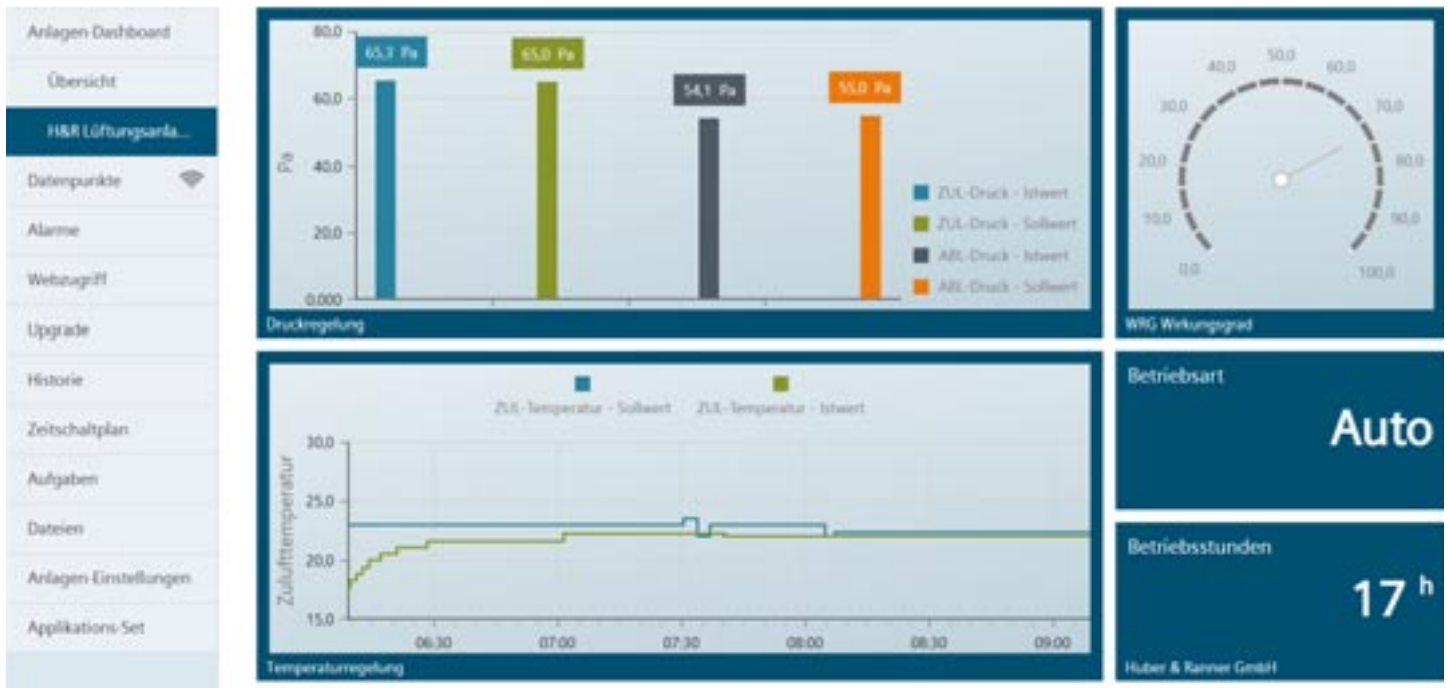 Anlagen-Dashboard
Übersicht
H&R Lüftungsanla...
Datenpunkte
Alarme
Webzugriff
Upgrade
Historie
Zeitschaltplan
Aufgaben
Dateien
Anlagen-Einstellungen
Applikations-Set
80,0
60,0
40,0
20,0
0,000
Pa
65,3 Pa
65,0 Pa
54,1 Pa
55,0 Pa
ZUL-Druck - Istwert
ZUL-Druck - Sollwert
ABL-Druck - Istwert
ABL-Druck - Sollwert
Druckregelung
0,0
10,0
20,0
30,0
40,0
50,0
60,0
70,0
80,0
90,0
100,0
WRG Wirkungsgrad
ZUL-Temperatur - Sollwert
ZUL-Temperatur - Istwert
Zulufttemperatur
30,0
25,0
20,0
15,0
06:30
07:00
07:30
08:00
08:30
09:00
Temperaturregelung
Betriebsart
Auto
Betriebsstunden
17 h
Huber & Ranner GmbH